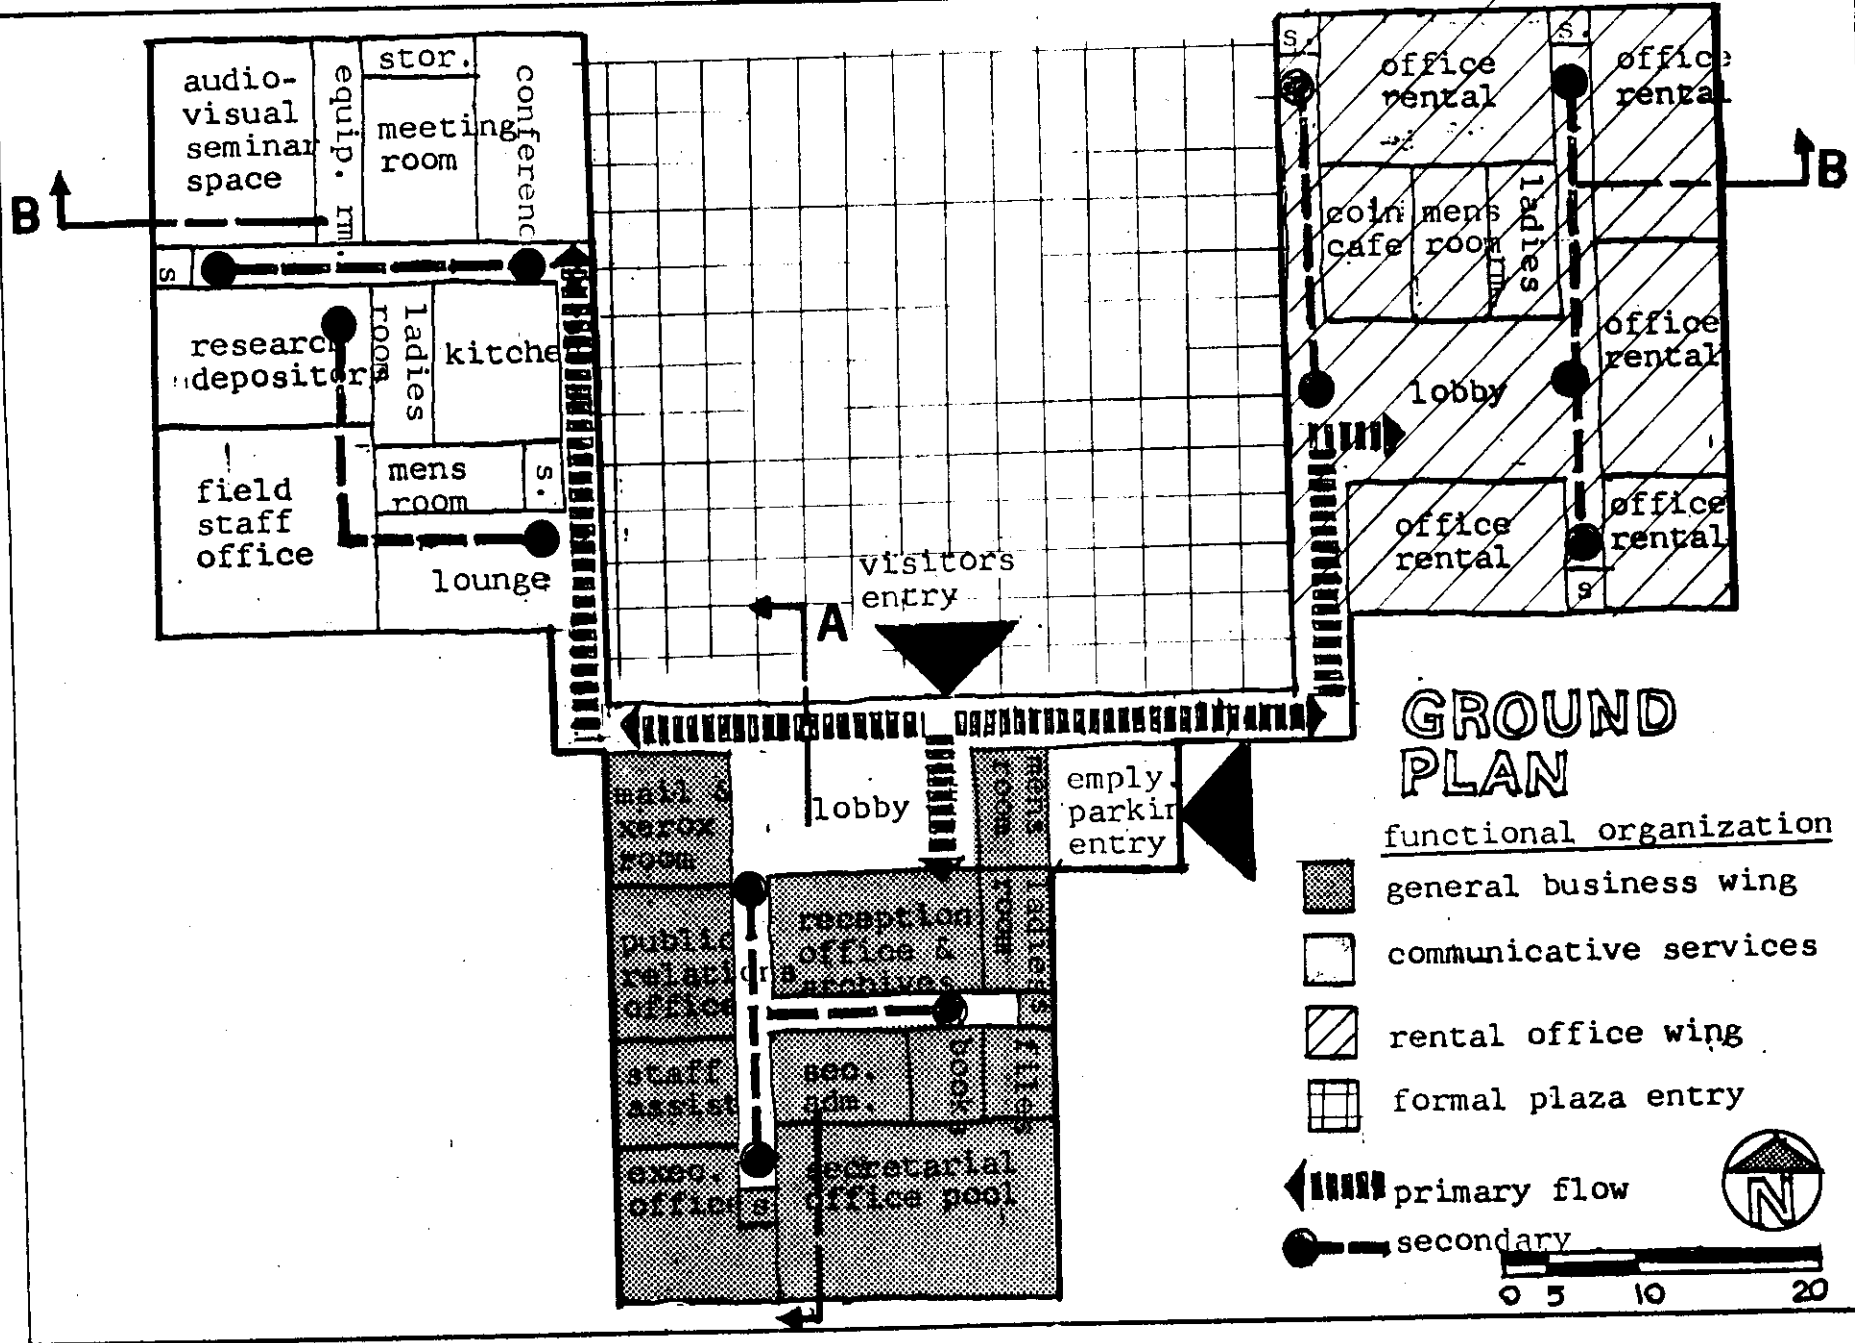 audio-
visual
seminar
space
equip. rm.
stor.
meeting
room
conferenc
s
research
depositor
ladies
room
kitche
field
staff
office
mens
room
s.
lounge
B
visitors
entry
A
s.
office
rental
s.
office
rental
B
coin
cafe
mens
room
ladies
rm
office
rental
lobby
office
rental
office
rental
s
mail &
xerox
room
lobby
mens
room
emply.
parkin
entry
public
relations
office
reception
office &
archives
ladies
room
s
staff
assist
sec.
adm.
books
files
exec.
office
s
secretarial
office pool
GROUND
PLAN
functional organization
general business wing
communicative services
rental office wing
formal plaza entry
primary flow
secondary
N
0 5 10 20